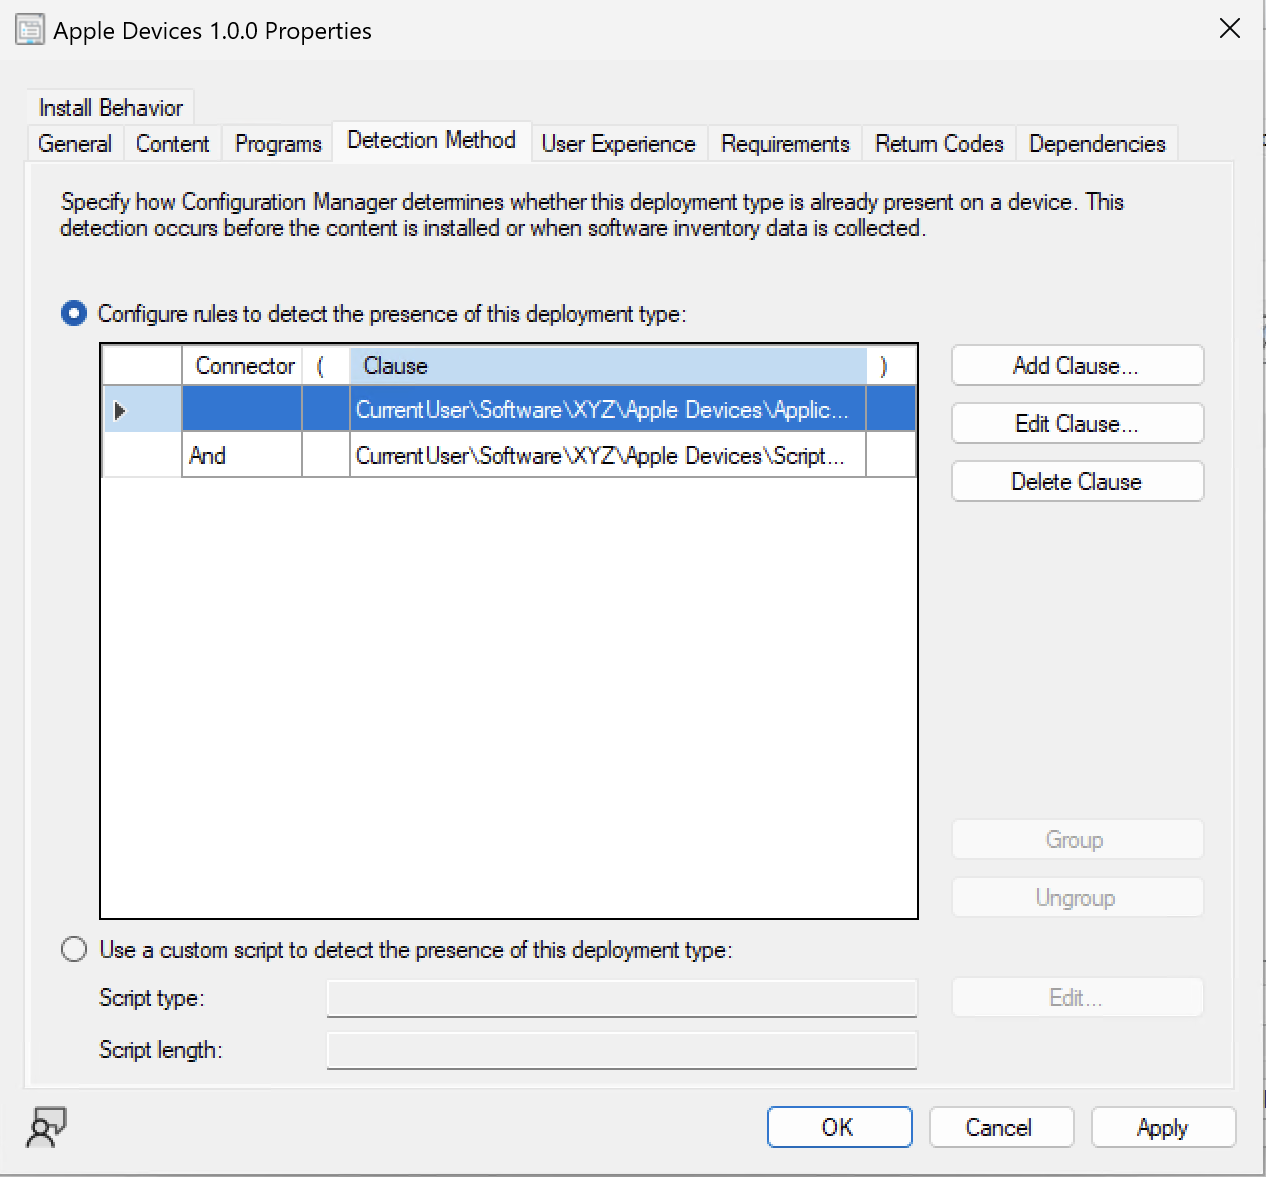 Apple Devices 1.0.0 Properties
Install Behavior
General Content Programs Detection Method User Experience Requirements Return Codes Dependencies
Specify how Configuration Manager determines whether this deployment type is already present on a device. This
detection occurs before the content is installed or when software inventory data is collected.
Configure rules to detect the presence of this deployment type:
Connector ( Clause )
CurrentUser\Software\XYZ\Apple Devices\Applic...
And CurrentUser\Software\XYZ\Apple Devices\Script...
Add Clause...
Edit Clause...
Delete Clause
Group
Ungroup
Use a custom script to detect the presence of this deployment type:
Script type:
Edit...
Script length:
OK Cancel Apply